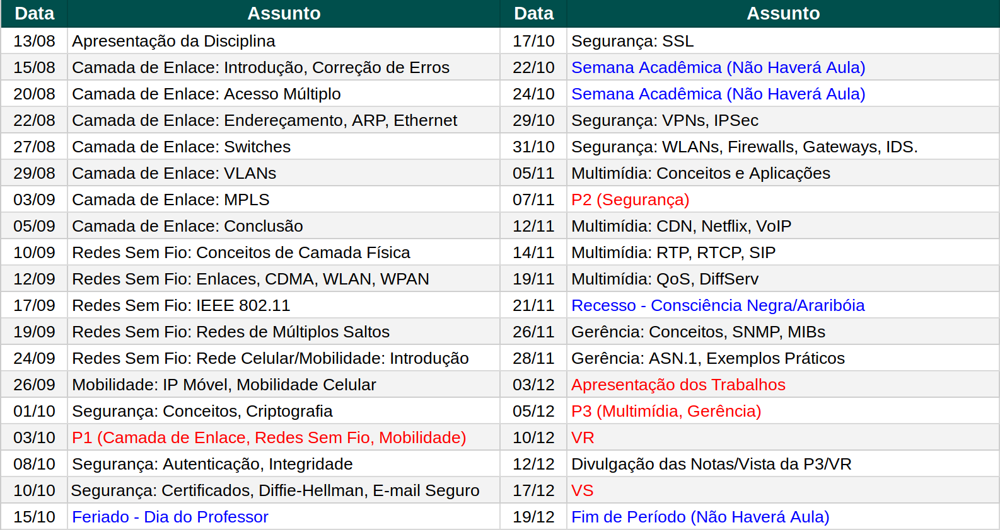 Data Assunto Data Assunto
13/08 Apresentação da Disciplina 17/10 Segurança: SSL
15/08 Camada de Enlace: Introdução, Correção de Erros 22/10 Semana Acadêmica (Não Haverá Aula)
20/08 Camada de Enlace: Acesso Múltiplo 24/10 Semana Acadêmica (Não Haverá Aula)
22/08 Camada de Enlace: Endereçamento, ARP, Ethernet 29/10 Segurança: VPNs, IPSec
27/08 Camada de Enlace: Switches 31/10 Segurança: WLANs, Firewalls, Gateways, IDS.
29/08 Camada de Enlace: VLANs 05/11 Multimídia: Conceitos e Aplicações
03/09 Camada de Enlace: MPLS 07/11 P2 (Segurança)
05/09 Camada de Enlace: Conclusão 12/11 Multimídia: CDN, Netflix, VoIP
10/09 Redes Sem Fio: Conceitos de Camada Física 14/11 Multimídia: RTP, RTCP, SIP
12/09 Redes Sem Fio: Enlaces, CDMA, WLAN, WPAN 19/11 Multimídia: QoS, DiffServ
17/09 Redes Sem Fio: IEEE 802.11 21/11 Recesso - Consciência Negra/Araribóia
19/09 Redes Sem Fio: Redes de Múltiplos Saltos 26/11 Gerência: Conceitos, SNMP, MIBs
24/09 Redes Sem Fio: Rede Celular/Mobilidade: Introdução 28/11 Gerência: ASN.1, Exemplos Práticos
26/09 Mobilidade: IP Móvel, Mobilidade Celular 03/12 Apresentação dos Trabalhos
01/10 Segurança: Conceitos, Criptografia 05/12 P3 (Multimídia, Gerência)
03/10 P1 (Camada de Enlace, Redes Sem Fio, Mobilidade) 10/12 VR
08/10 Segurança: Autenticação, Integridade 12/12 Divulgação das Notas/Vista da P3/VR
10/10 Segurança: Certificados, Diffie-Hellman, E-mail Seguro 17/12 VS
15/10 Feriado - Dia do Professor 19/12 Fim de Período (Não Haverá Aula)